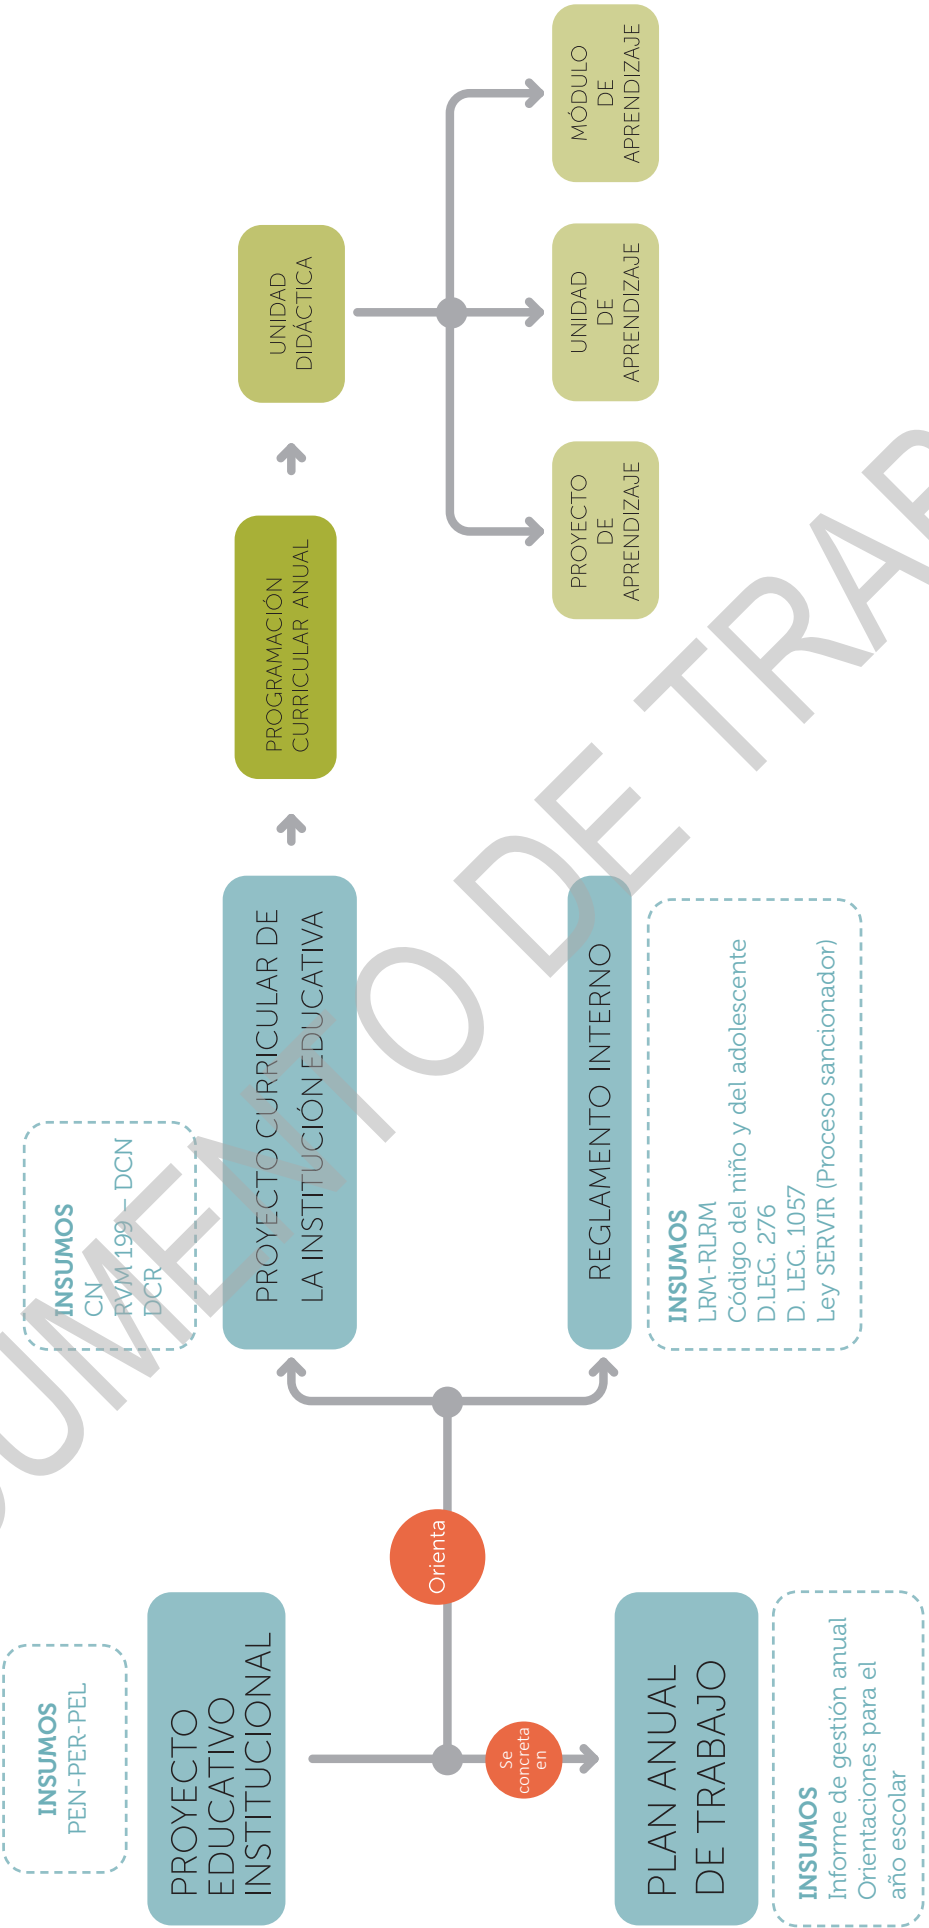 INSUMOS
PEN-PER-PEL
PROYECTO
EDUCATIVO
INSTITUCIONAL
Se
concreta
en
PLAN ANUAL
DE TRABAJO
INSUMOS
Informe de gestión anual
Orientaciones para el
año escolar
Orienta
INSUMOS
CN
RVM 199 – DCN
DCR
PROYECTO CURRICULAR DE
LA INSTITUCIÓN EDUCATIVA
REGLAMENTO INTERNO
INSUMOS
LRM-RLRM
Código del niño y del adolescente
D.LEG. 276
D. LEG. 1057
Ley SERVIR (Proceso sancionador)
PROGRAMACIÓN
CURRICULAR ANUAL
UNIDAD
DIDÁCTICA
PROYECTO
DE
APRENDIZAJE
UNIDAD
DE
APRENDIZAJE
MÓDULO
DE
APRENDIZAJE
UMENTO DE TRA